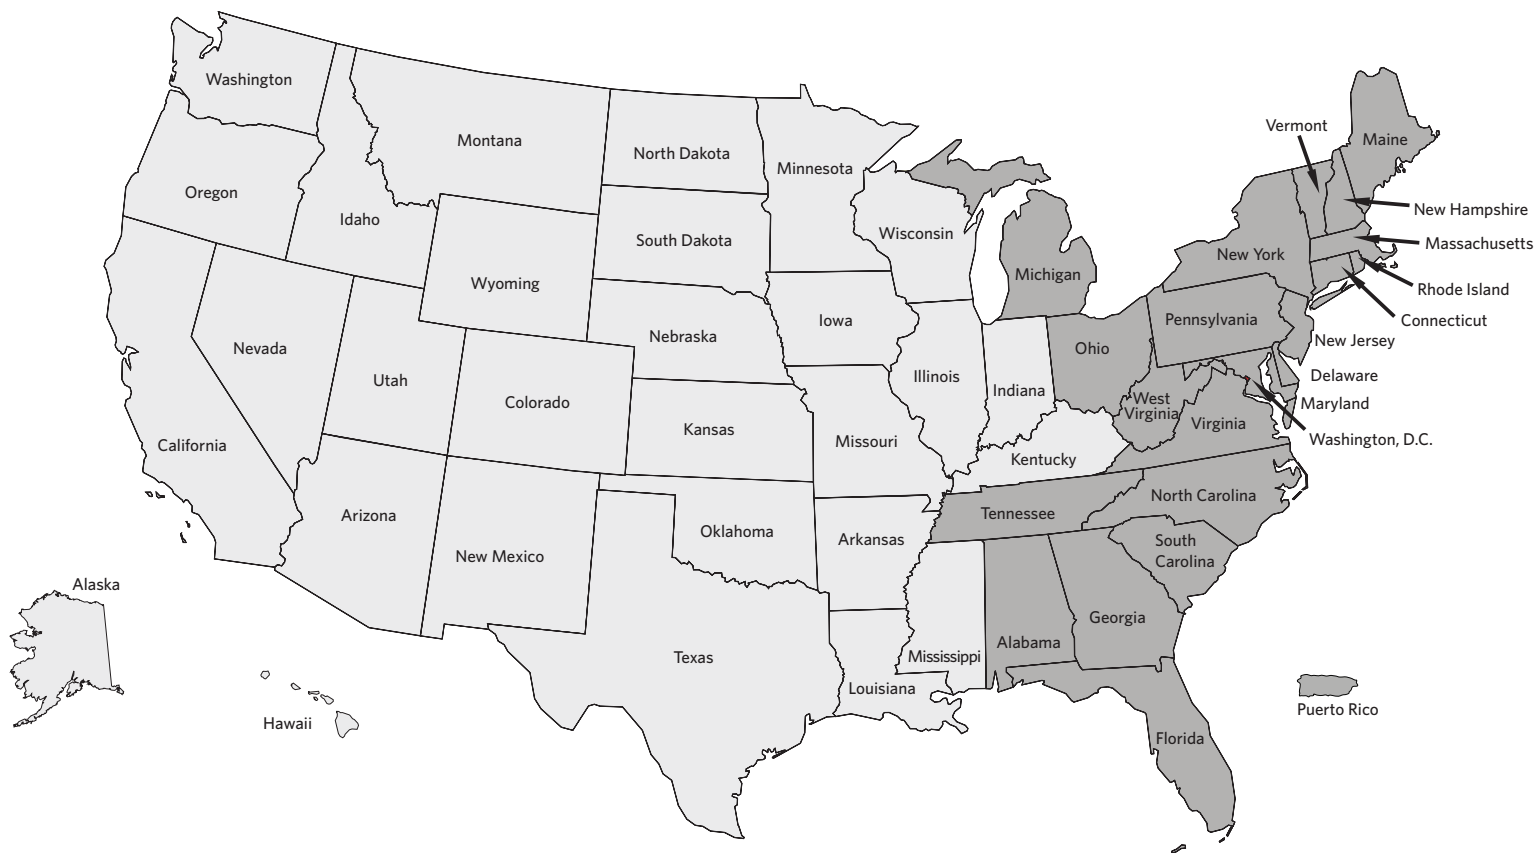 Washington
Montana
North Dakota
Minnesota
Vermont
Maine
Oregon
Idaho
South Dakota
Wisconsin
New Hampshire
Massachusetts
New York
Michigan
Wyoming
Rhode Island
Iowa
Pennsylvania
Connecticut
Nebraska
New Jersey
Nevada
Ohio
Utah
Illinois
Indiana
Delaware
Colorado
West
Virginia
Maryland
Virginia
Kansas
Missouri
Washington, D.C.
California
Kentucky
North Carolina
Arizona
Tennessee
Oklahoma
Arkansas
South
Carolina
New Mexico
Alaska
Georgia
Alabama
Texas
Mississippi
Louisiana
Puerto Rico
Hawaii
Florida